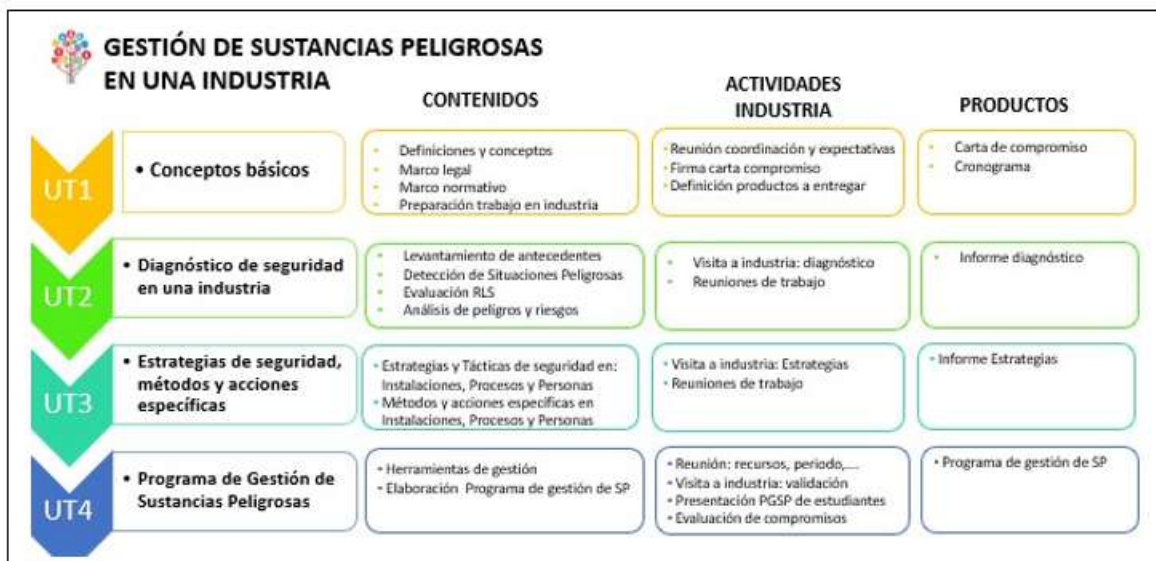 GESTIÓN DE SUSTANCIAS PELIGROSAS
EN UNA INDUSTRIA
CONTENIDOS
ACTIVIDADES
INDUSTRIA
PRODUCTOS
UT1
• Conceptos básicos
• Definiciones y conceptos
• Marco legal
• Marco normativo
• Preparación trabajo en industria
• Reunión coordinación y expectativas
• Firma carta compromiso
• Definición productos a entregar
• Carta de compromiso
• Cronograma
UT2
• Diagnóstico de seguridad
en una industria
• Levantamiento de antecedentes
• Detección de Situaciones Peligrosas
• Evaluación RLS
• Análisis de peligros y riesgos
• Visita a industria: diagnóstico
• Reuniones de trabajo
• Informe diagnóstico
UT3
• Estrategias de seguridad,
métodos y acciones
específicas
• Estrategias y Tácticas de seguridad en:
Instalaciones, Procesos y Personas
• Métodos y acciones específicas en
Instalaciones, Procesos y Personas
• Visita a industria: Estrategias
• Reuniones de trabajo
• Informe Estrategias
UT4
• Programa de Gestión de
Sustancias Peligrosas
• Herramientas de gestión
• Elaboración Programa de gestión de SP
• Reunión: recursos, periodo,....
• Visita a industria: validación
• Presentación PGSP de estudiantes
• Evaluación de compromisos
• Programa de gestión de SP